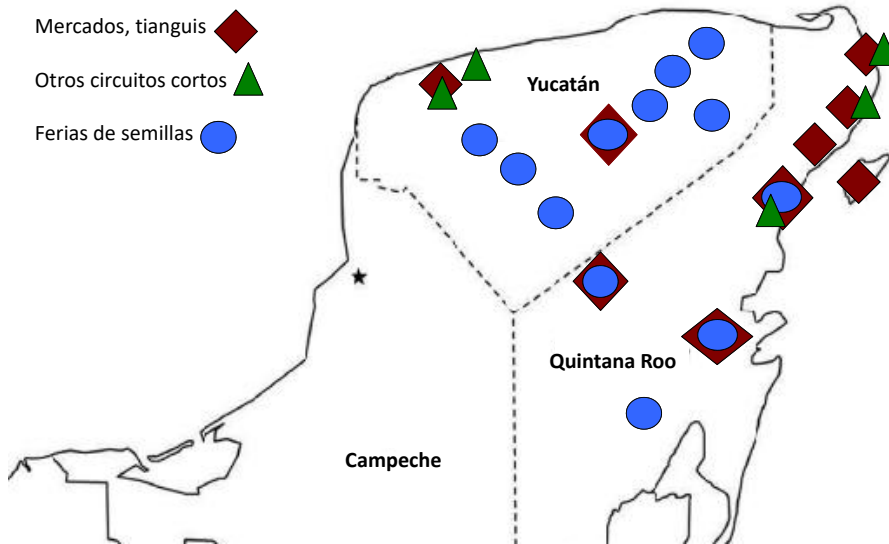 Mercados, tianguis
Otros circuitos cortos
Ferias de semillas
Yucatán
Quintana Roo
Campeche